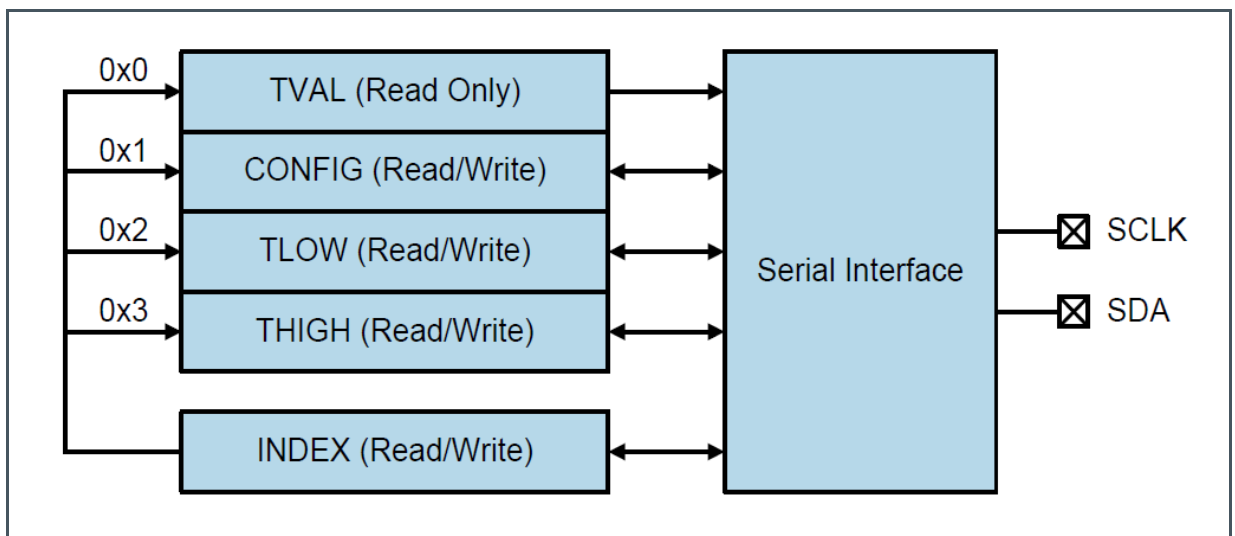 0x0
TVAL (Read Only)
0x1
CONFIG (Read/Write)
0x2
TLOW (Read/Write)
0x3
THIGH (Read/Write)
INDEX (Read/Write)
Serial Interface
SCLK
SDA